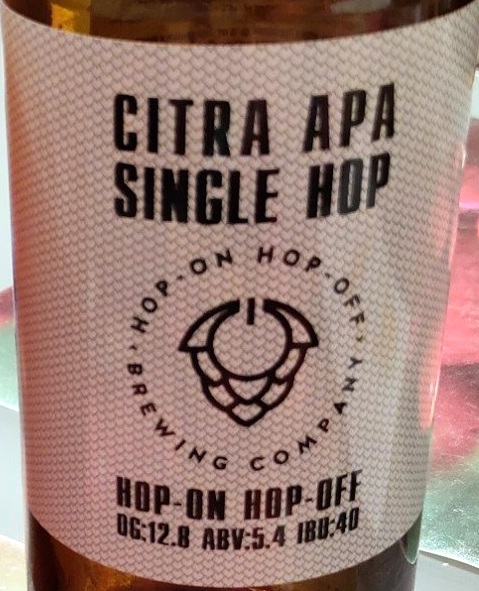 CITRA APA
SINGLE HOP
HOP-ON HOP-OFF
BREWING COMPANY
HOP-ON HOP-OFF
OG:12.8 ABV:5.4 IBU:40